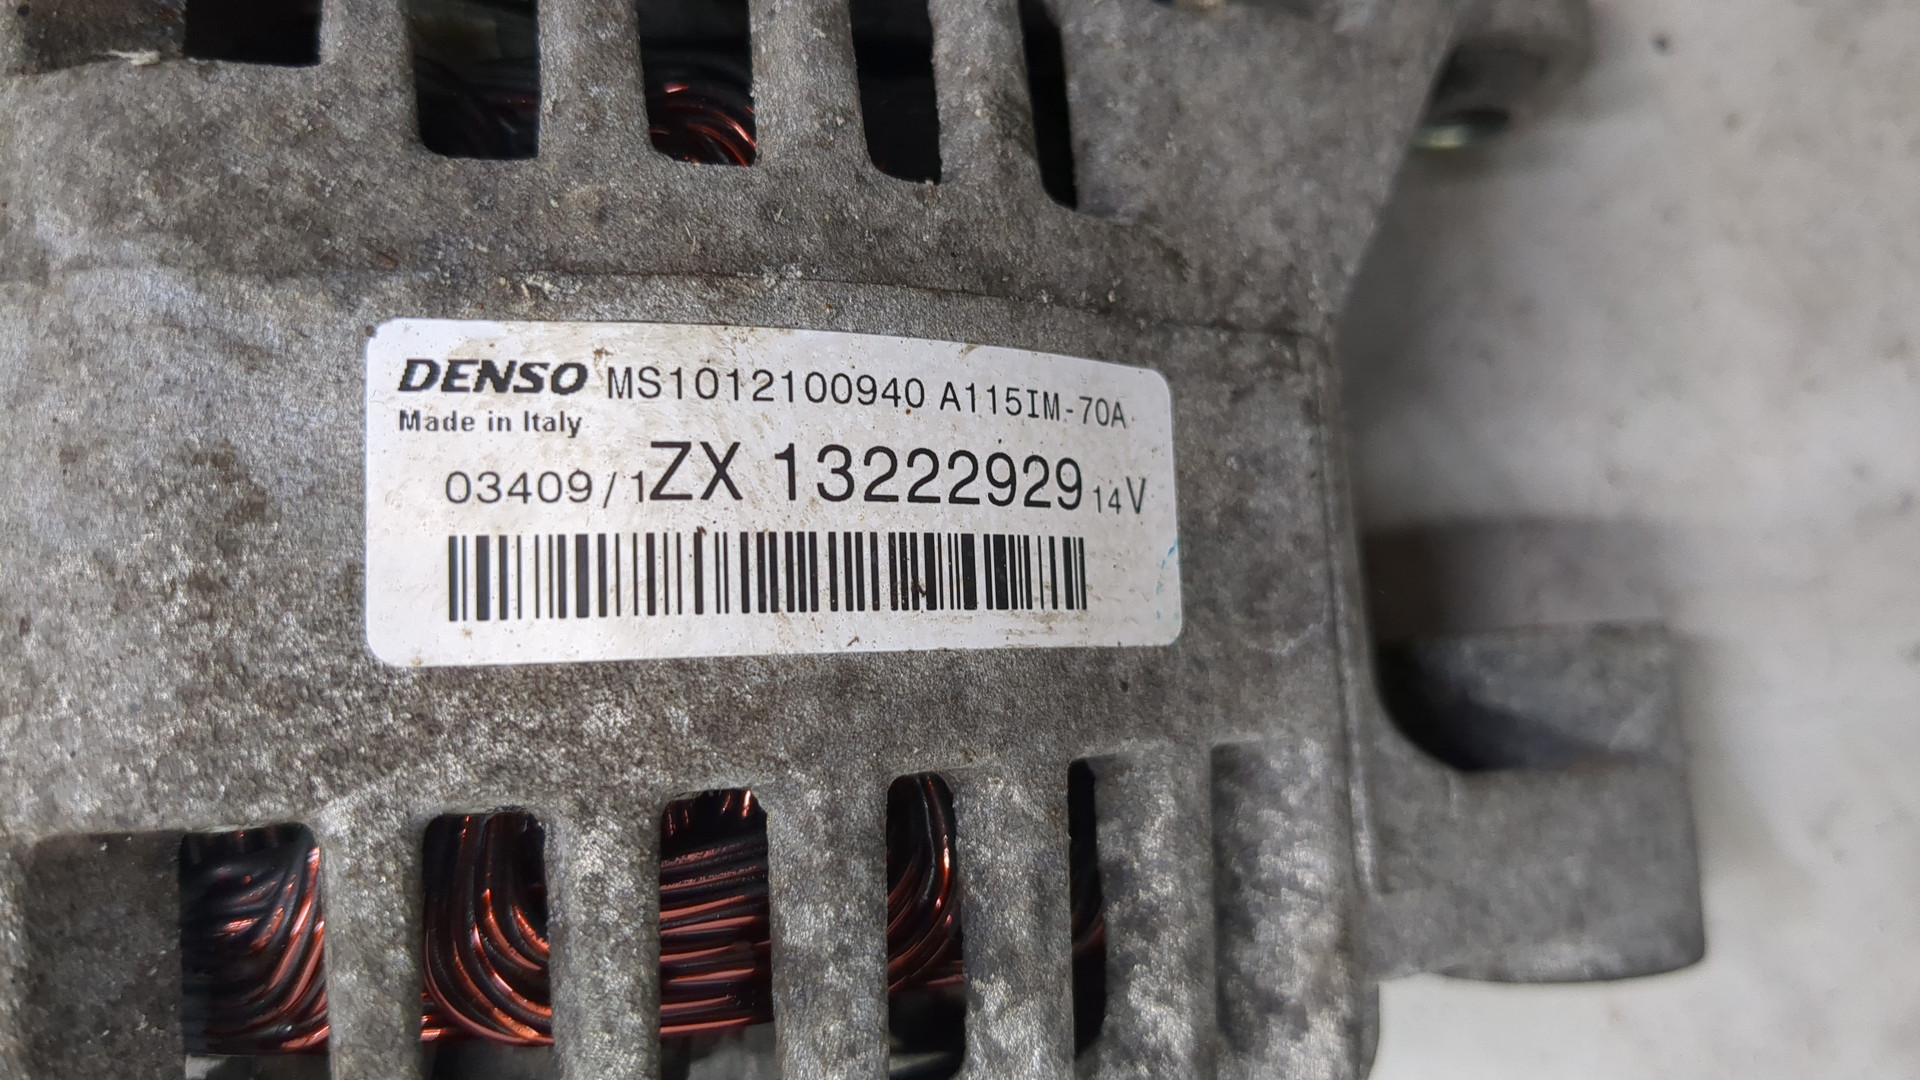 DENSO MS1012100940 A115IM-70A
Made in Italy
03409/1ZX 13222929 14V